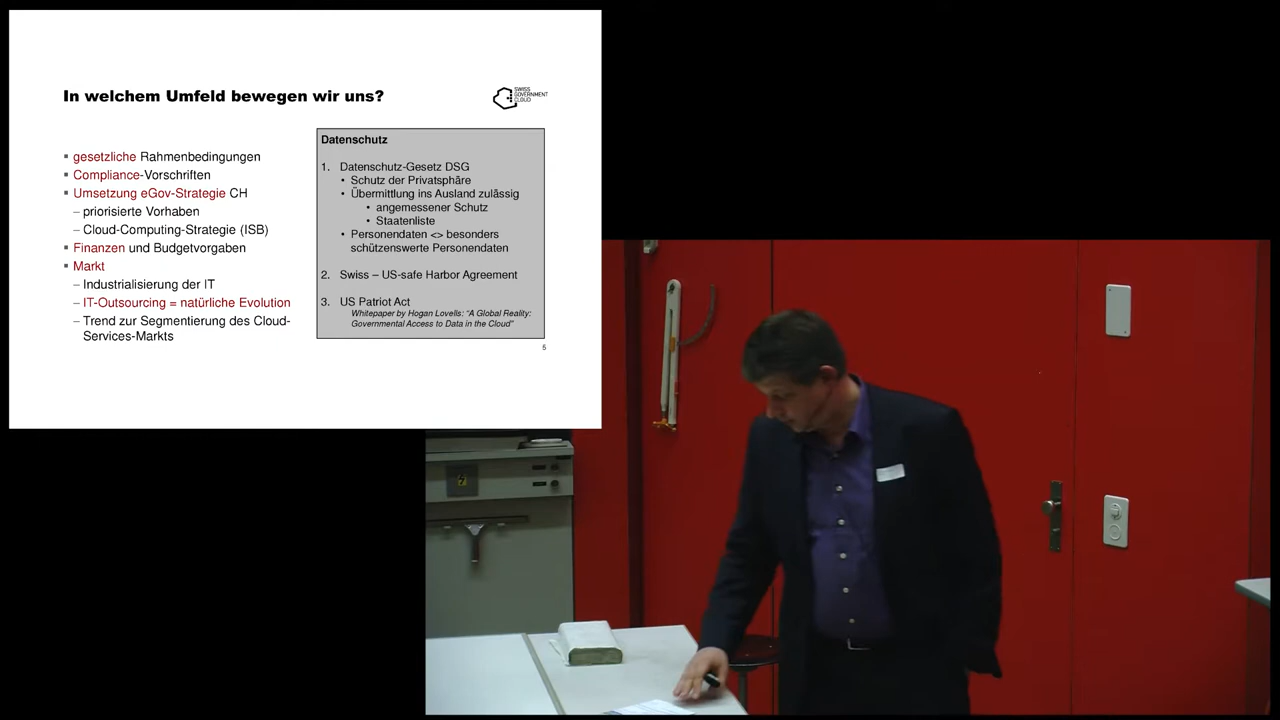 In welchem Umfeld bewegen wir uns?
SWISS
GOVERNMENT
CLOUD
▪ gesetzliche Rahmenbedingungen
▪ Compliance-Vorschriften
▪ Umsetzung eGov-Strategie CH
– priorisierte Vorhaben
– Cloud-Computing-Strategie (ISB)
▪ Finanzen und Budgetvorgaben
▪ Markt
– Industrialisierung der IT
– IT-Outsourcing = natürliche Evolution
– Trend zur Segmentierung des Cloud-
Services-Markts
Datenschutz
1. Datenschutz-Gesetz DSG
• Schutz der Privatsphäre
• Übermittlung ins Ausland zulässig
• angemessener Schutz
• Staatenliste
• Personendaten <> besonders
schützenswerte Personendaten
2. Swiss – US-safe Harbor Agreement
3. US Patriot Act
Whitepaper by Hogan Lovells: “A Global Reality:
Governmental Access to Data in the Cloud”
5